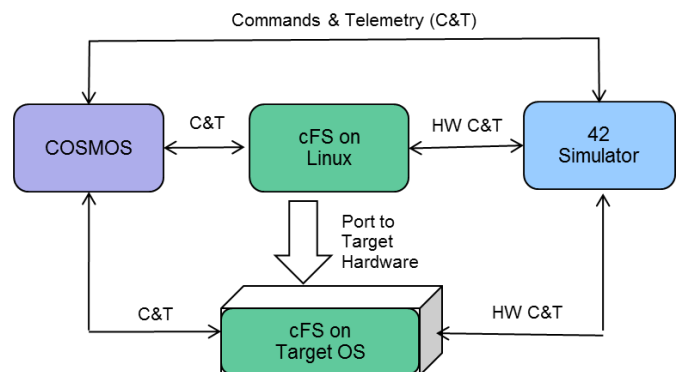 Commands & Telemetry (C&T)
COSMOS
C&T
cFS on
Linux
HW C&T
42
Simulator
Port to
Target
Hardware
C&T
cFS on
Target OS
HW C&T